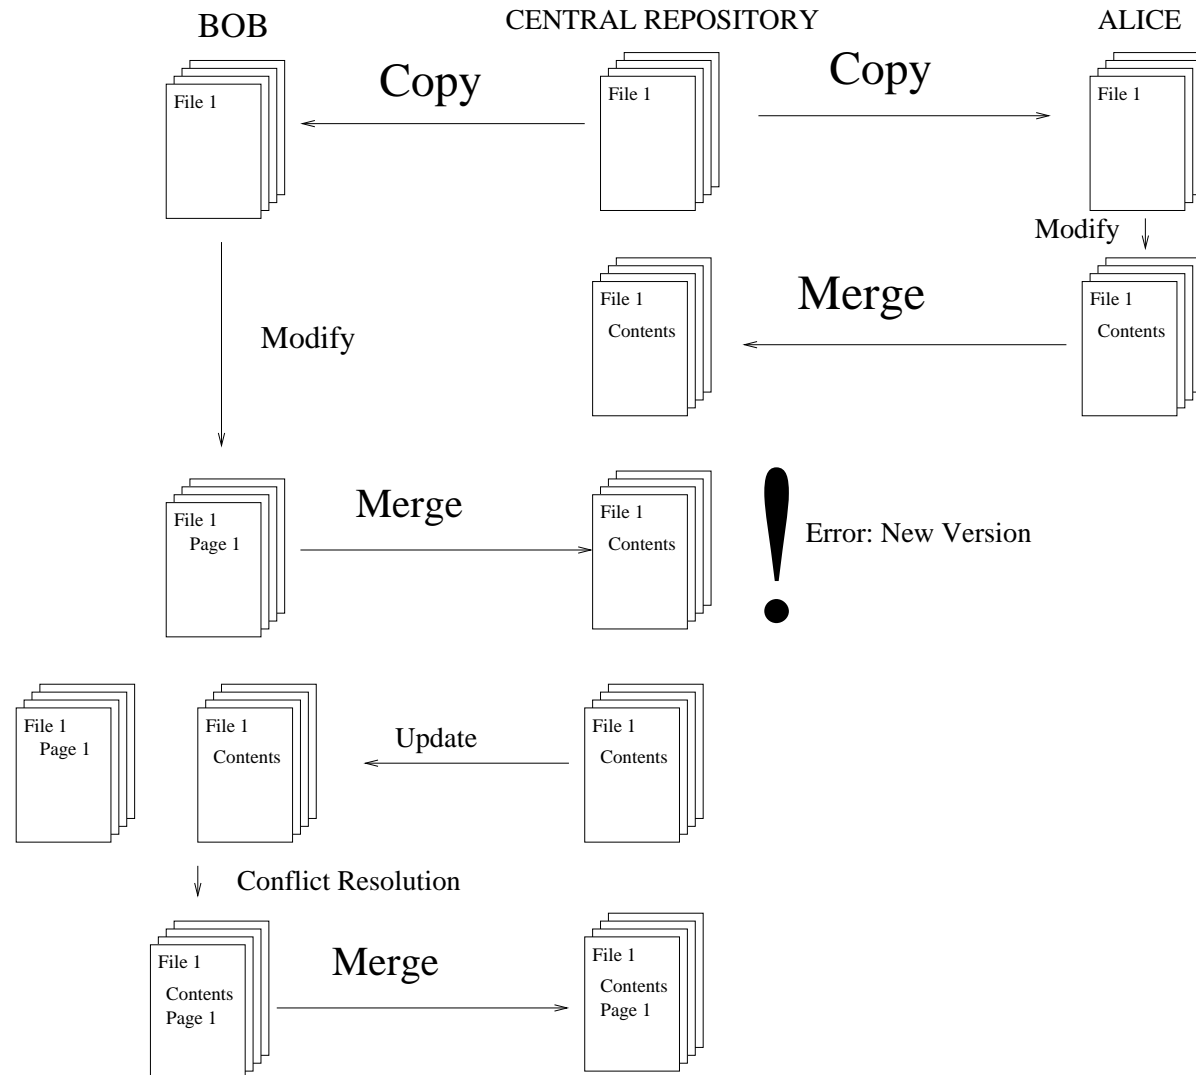 BOB
CENTRAL REPOSITORY
ALICE
Copy
Copy
File 1
File 1
File 1
Modify
File 1
Contents
Merge
File 1
Contents
Modify
File 1
Page 1
Merge
File 1
Contents
Error: New Version
File 1
Page 1
File 1
Contents
Update
File 1
Contents
Conflict Resolution
File 1
Contents
Page 1
Merge
File 1
Contents
Page 1